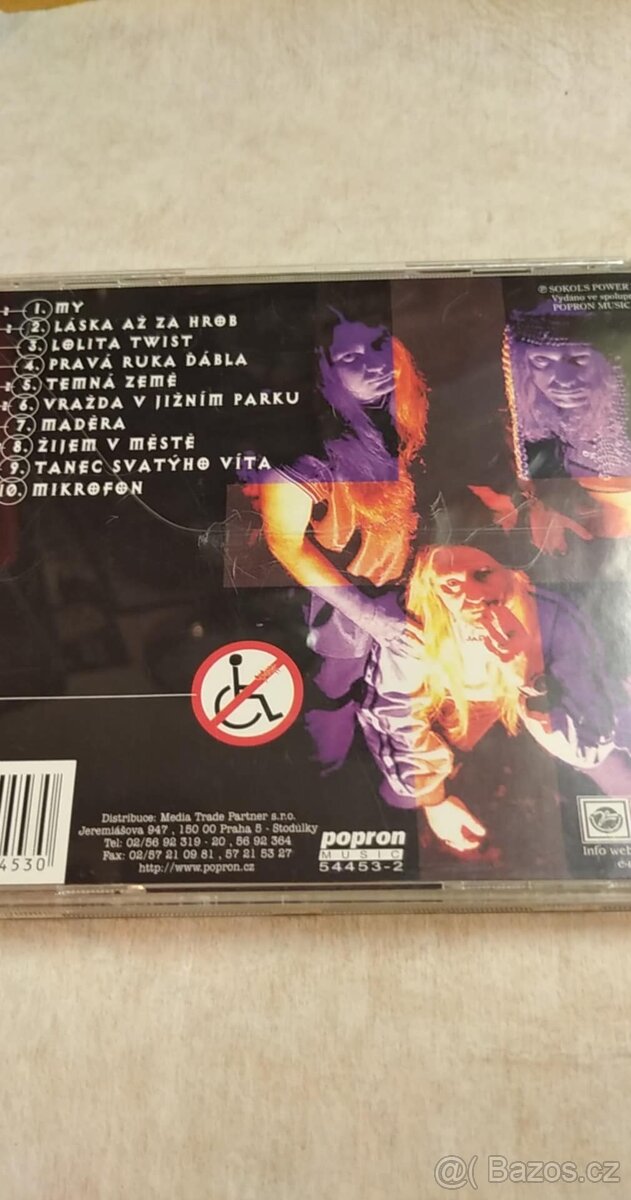 1. MY
2. LÁSKA AŽ ZA HROB
3. LOLITA TWIST
4. PRAVÁ RUKA ĎÁBLA
5. TEMNÁ ZEMĚ
6. VRAŽDA V JIŽNÍM PARKU
7. MADĚRA
8. ŽIJEM V MĚSTĚ
9. TANEC SVATÝHO VÍTA
10. MIKROFON
℗ SOKOL'S POWER
Vydáno ve spolup
POPRON MUSIC
4530
Distribuce: Media Trade Partner s.r.o.
Jeremiášova 947 , 150 00 Praha 5 - Stodůlky
Tel: 02/56 92 319 - 20 , 56 92 364
Fax: 02/57 21 09 81 , 57 21 53 27
http://www.popron.cz
popron
MUSIC
54453-2
Info web
@( Bazos.cz